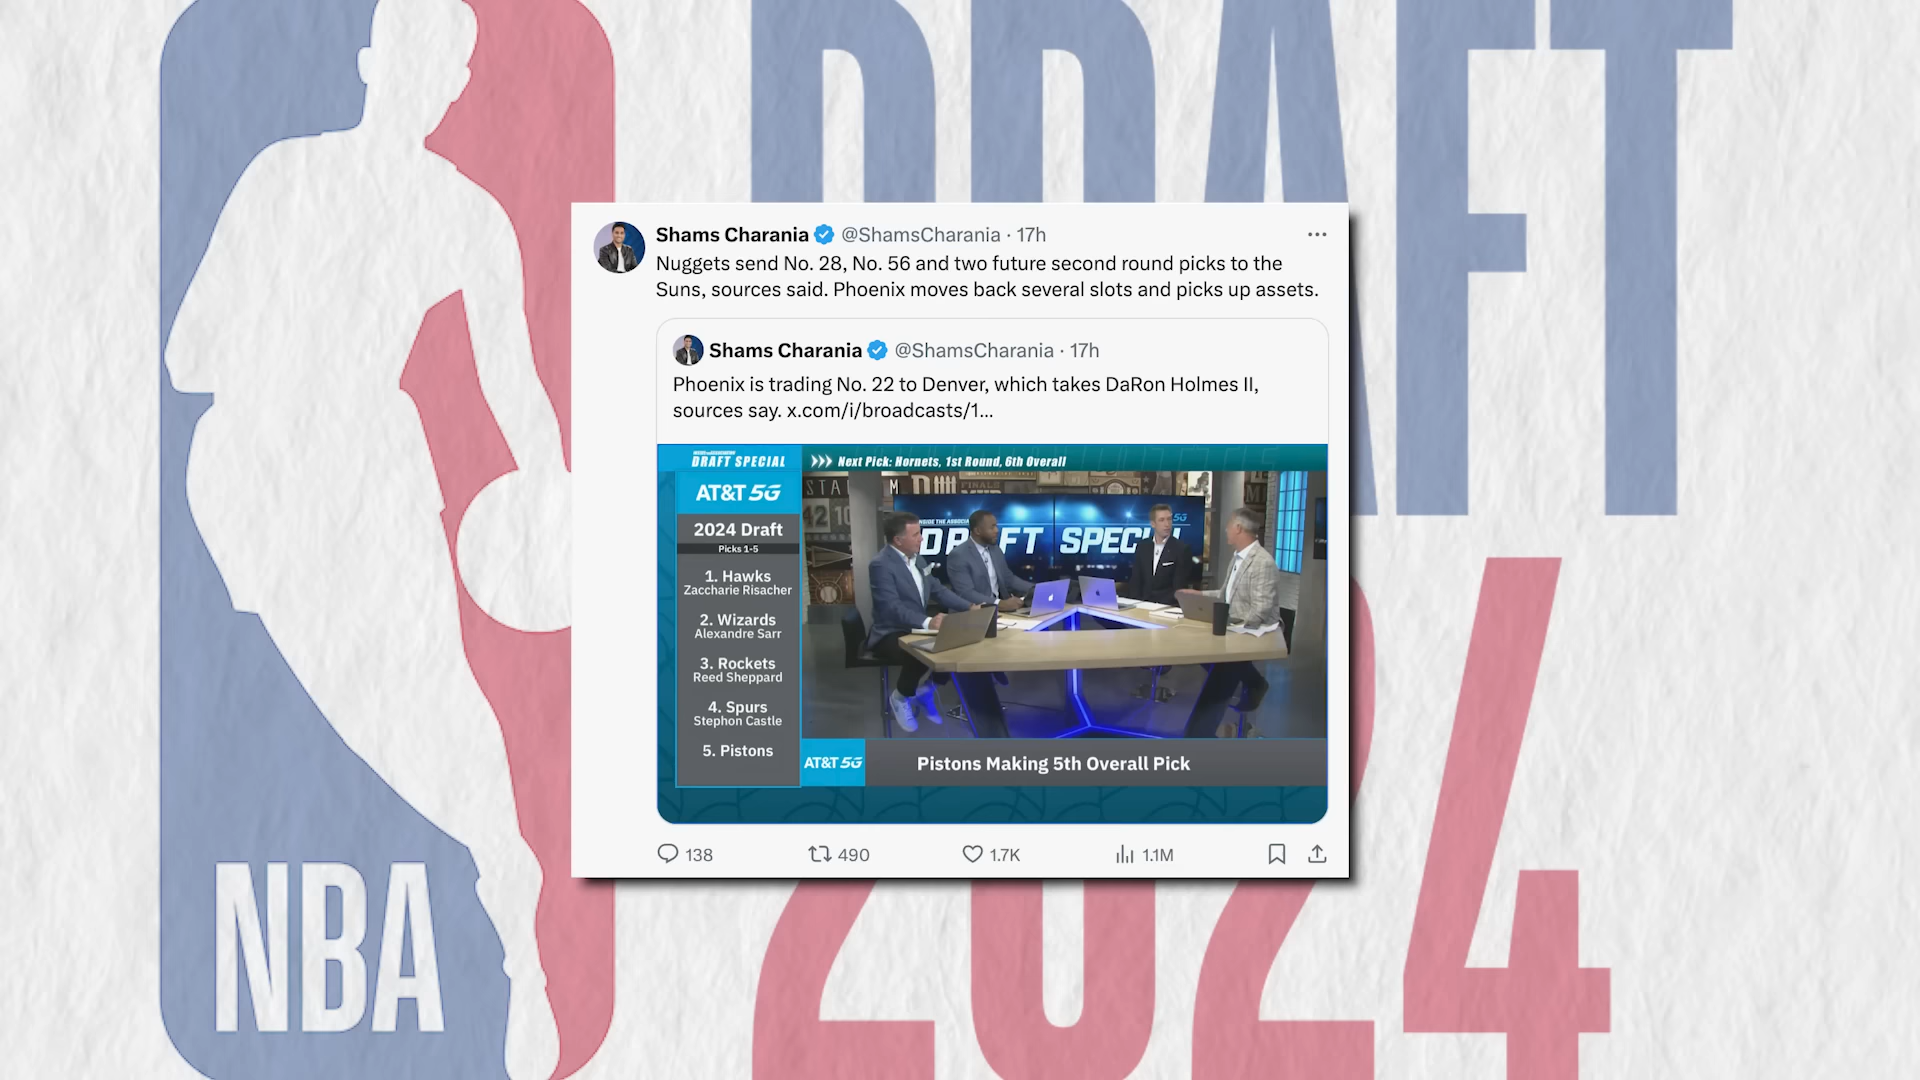 DRAFT
2024
NBA
Shams Charania @ShamsCharania · 17h
Nuggets send No. 28, No. 56 and two future second round picks to the
Suns, sources said. Phoenix moves back several slots and picks up assets.
Shams Charania @ShamsCharania · 17h
Phoenix is trading No. 22 to Denver, which takes DaRon Holmes II,
sources say. x.com/i/broadcasts/1...
DRAFT SPECIAL
Next Pick: Hornets, 1st Round, 6th Overall
AT&T 5G
2024 Draft
Picks 1-5
1. Hawks
Zaccharie Risacher
2. Wizards
Alexandre Sarr
3. Rockets
Reed Sheppard
4. Spurs
Stephon Castle
5. Pistons
DRAFT SPECIAL
AT&T 5G
Pistons Making 5th Overall Pick
138 490 1.7K 1.1M